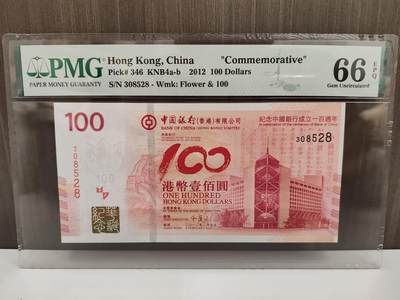 PMG
PAPER MONEY GUARANTY
Hong Kong, China "Commemorative"
Pick# 346 KNB4a-b 2012 100 Dollars
S/N 308528 - Wmk: Flower & 100
66 EPQ
Gem Uncirculated
100
中國銀行(香港)有限公司
BANK OF CHINA (HONG KONG) LIMITED
紀念中國銀行成立一百週年
308528
308528
100
100
港幣壹佰圓
ONE HUNDRED
HONG KONG DOLLARS